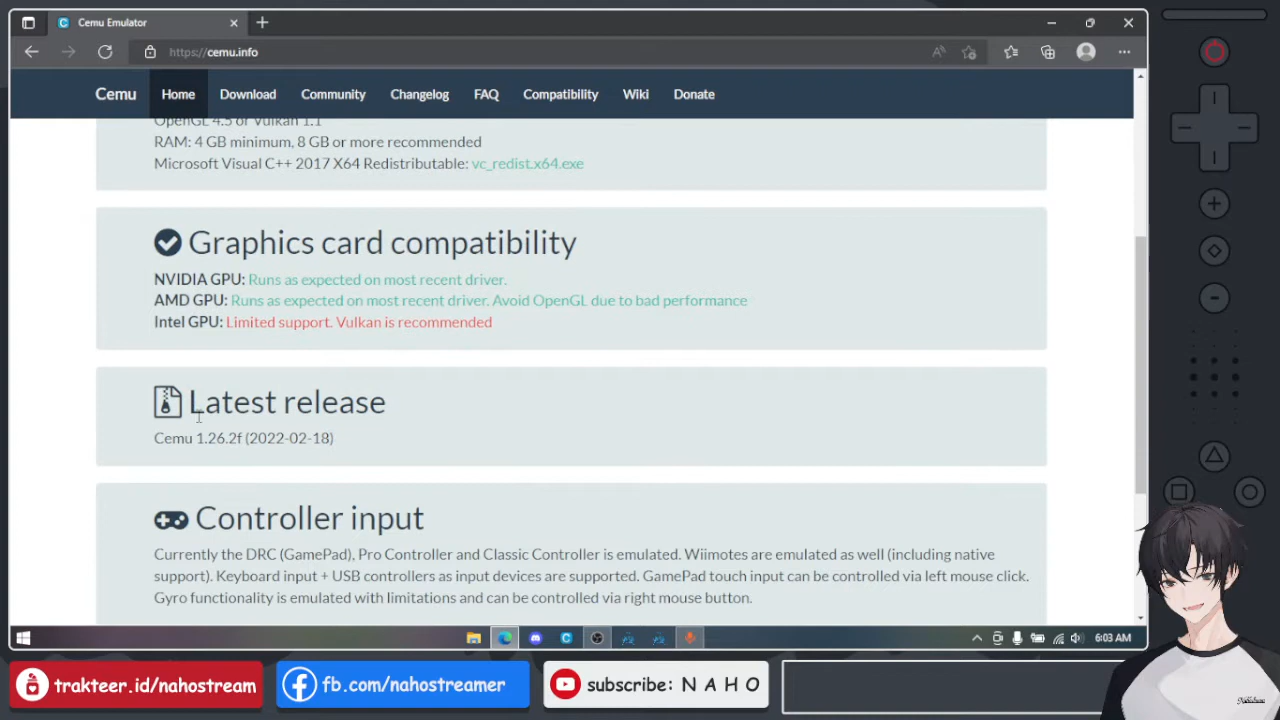 Cemu Emulator
https://cemu.info
Cemu Home Download Community Changelog FAQ Compatibility Wiki Donate
OpenGL 4.5 or Vulkan 1.1
RAM: 4 GB minimum, 8 GB or more recommended
Microsoft Visual C++ 2017 X64 Redistributable: vc_redist.x64.exe
Graphics card compatibility
NVIDIA GPU: Runs as expected on most recent driver.
AMD GPU: Runs as expected on most recent driver. Avoid OpenGL due to bad performance
Intel GPU: Limited support. Vulkan is recommended
Latest release
Cemu 1.26.2f (2022-02-18)
Controller input
Currently the DRC (GamePad), Pro Controller and Classic Controller is emulated. Wiimotes are emulated as well (including native
support). Keyboard input + USB controllers as input devices are supported. GamePad touch input can be controlled via left mouse click.
Gyro functionality is emulated with limitations and can be controlled via right mouse button.
6:03 AM
trakteer.id/nahostream
fb.com/nahostreamer
subscribe: N A H O